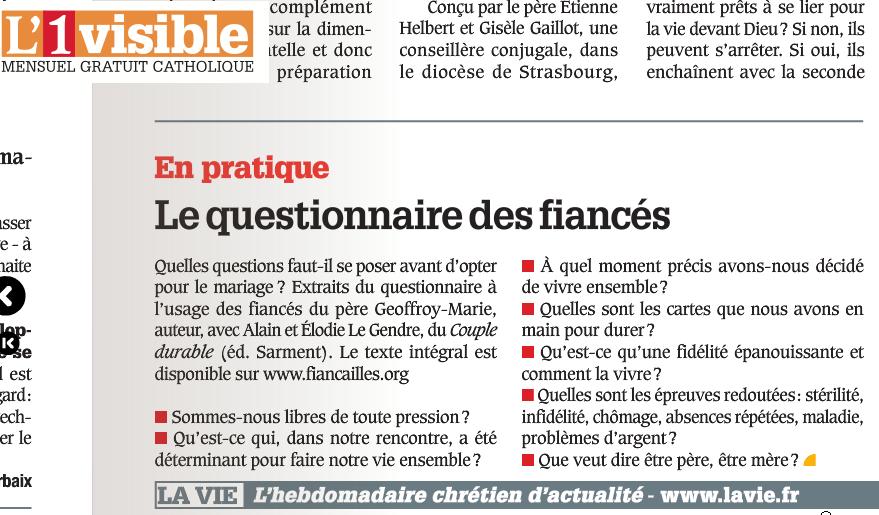 L'1visible
MENSUEL GRATUIT CATHOLIQUE
complément
sur la dimen-
et donc
préparation
Conçu par le père Étienne
Helbert et Gisèle Gaillot, une
conseillère conjugale, dans
le diocèse de Strasbourg,
vraiment prêts à se lier pour
la vie devant Dieu ? Si non, ils
peuvent s'arrêter. Si oui, ils
enchaînent avec la seconde
ma-
asser
e - à
haite
lop-
se
l est
gard :
tech-
er le
rbaix
En pratique
Le questionnaire des fiancés
Quelles questions faut-il se poser avant d'opter
pour le mariage ? Extraits du questionnaire à
l'usage des fiancés du père Geoffroy-Marie,
auteur, avec Alain et Élodie Le Gendre, du Couple
durable (éd. Sarment). Le texte intégral est
disponible sur www.fiancailles.org
■ Sommes-nous libres de toute pression ?
■ Qu'est-ce qui, dans notre rencontre, a été
déterminant pour faire notre vie ensemble ?
■ À quel moment précis avons-nous décidé
de vivre ensemble ?
■ Quelles sont les cartes que nous avons en
main pour durer ?
■ Qu'est-ce qu'une fidélité épanouissante et
comment la vivre ?
■ Quelles sont les épreuves redoutées : stérilité,
infidélité, chômage, absences répétées, maladie,
problèmes d'argent ?
■ Que veut dire être père, être mère ?
LA VIE L'hebdomadaire chrétien d'actualité - www.lavie.fr